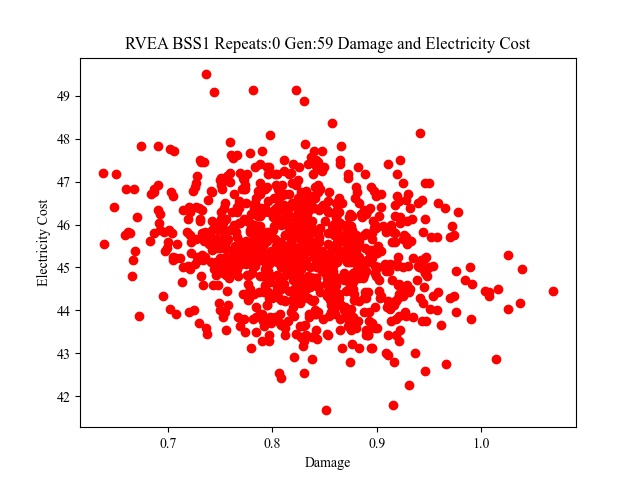 RVEA BSS1 Repeats:0 Gen:59 Damage and Electricity Cost
49
48
47
46
45
44
43
42
Electricity Cost
0.7 0.8 0.9 1.0
Damage